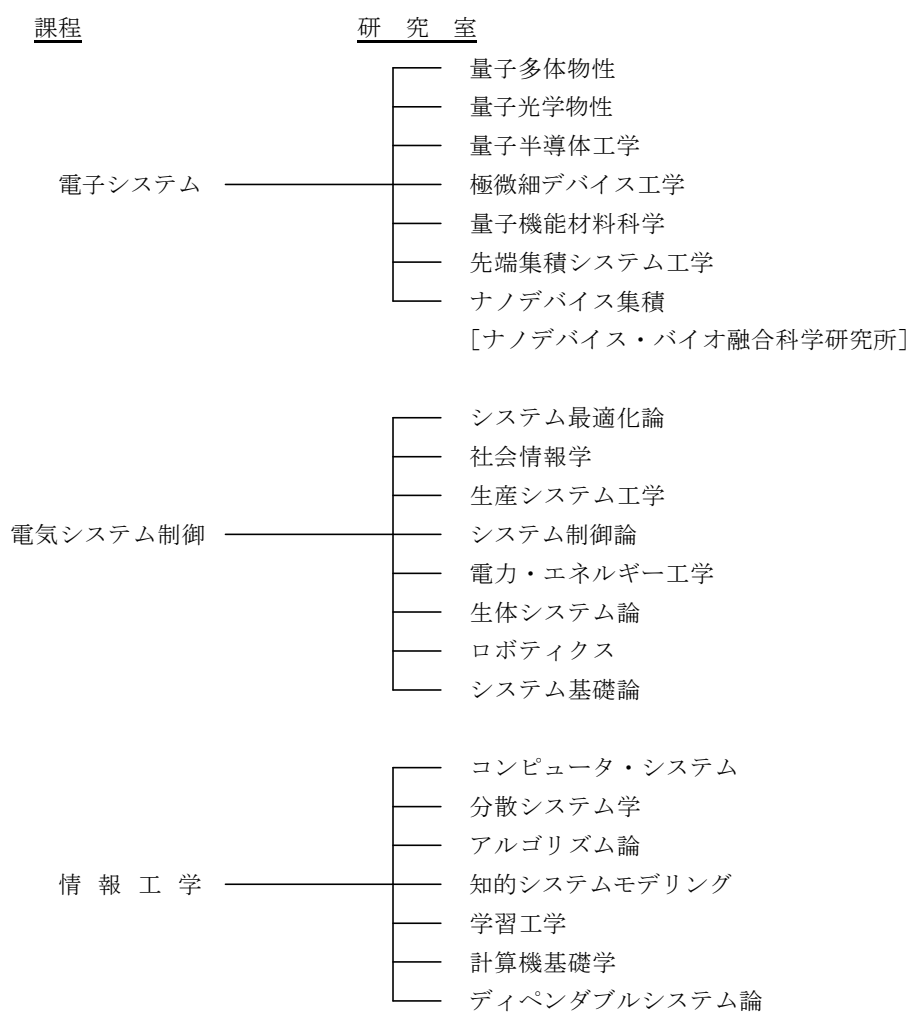 課程 研究室
量子多体物性
量子光学物性
量子半導体工学
電子システム 極微細デバイス工学
量子機能材料科学
先端集積システム工学
ナノデバイス集積
[ナノデバイス・バイオ融合科学研究所]
システム最適化論
社会情報学
生産システム工学
電気システム制御 システム制御論
電力・エネルギー工学
生体システム論
ロボティクス
システム基礎論
コンピュータ・システム
分散システム学
アルゴリズム論
情報工学 知的システムモデリング
学習工学
計算機基礎学
ディペンダブルシステム論